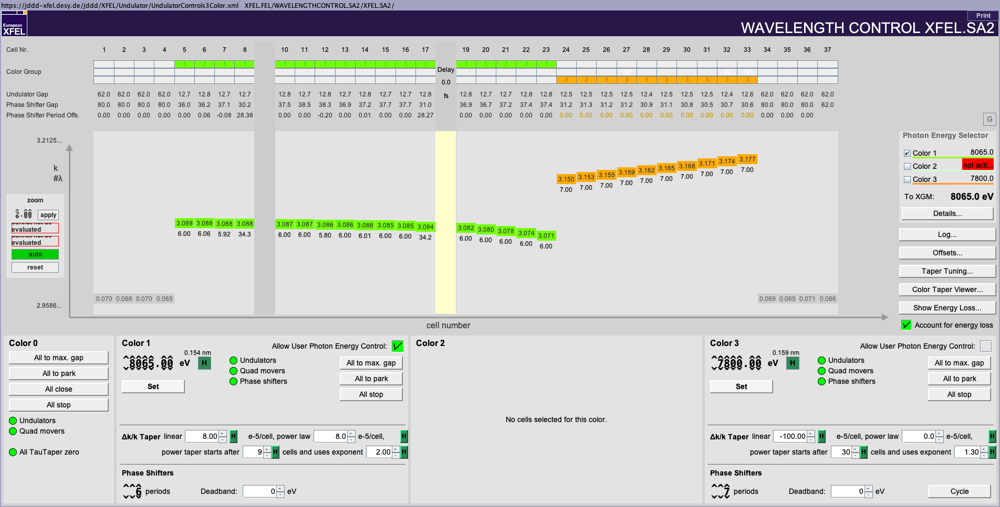 https://jddd-xfel.desy.de/jddd/XFEL/Undulator/UndulatorControls3Color.xml XFEL.FEL/WAVELENGTHCONTROL.SA2/XFEL.SA2/
Print
European
XFEL
WAVELENGTH CONTROL XFEL.SA2
Cell Nr. 1 2 3 4 5 6 7 8 10 11 12 13 14 15 16 17 19 20 21 22 23 24 25 26 27 28 29 30 31 32 33 34 35 36 37
1 1 1 1 1 1 1 1 1 1 1 1 1 1 1 1 1
Color Group
Delay
3 3 3 3 3 3 3 3 3 3
0.0
fs
Undulator Gap 62.0 62.0 62.0 62.0 12.7 12.8 12.7 12.7 12.8 12.7 12.8 12.7 12.8 12.7 12.7 12.8 12.8 12.7 12.7 12.8 12.8 12.5 12.5 12.5 12.5 12.4 12.5 12.5 12.5 12.4 12.6 62.0 62.0 62.0 62.0
Phase Shifter Gap 80.0 80.0 80.0 80.0 36.0 36.2 37.1 30.2 37.5 38.5 38.3 36.9 37.2 37.7 37.7 31.0 36.9 36.7 37.2 37.4 37.4 31.2 31.3 31.2 31.2 30.9 31.1 30.8 30.5 30.7 30.6 80.0 80.0 80.0 62.0
Phase Shifter Period Offs. 0.00 0.00 0.00 0.00 0.00 0.06 -0.08 28.38 0.00 0.00 -0.20 0.00 0.01 0.00 0.00 28.27 0.00 0.00 0.00 0.00 0.00 0.00 0.00 0.00 0.00 0.00 0.00 0.00 0.00 0.00 0.00 0.00 0.00 0.00
G
3.2125...
k
#λ
3.150 3.153 3.155 3.159 3.162 3.165 3.168 3.171 3.174 3.177
7.00 7.00 7.00 7.00 7.00 7.00 7.00 7.00 7.00 7.00
3.089 3.088 3.088 3.088 3.087 3.087 3.086 3.086 3.086 3.085 3.085 3.084 3.082 3.080 3.078 3.074 3.071
6.00 6.06 5.92 34.3 6.00 6.00 5.80 6.00 6.01 6.00 6.00 34.2 6.00 6.00 6.00 6.00 6.00
0.070 0.066 0.070 0.065 0.069 0.065 0.071 0.066
2.9586...
cell number
zoom
2.00 apply
cannot not be
evaluated
cannot not be
evaluated
auto
reset
Photon Energy Selector
Color 1 8065.0
Color 2 not acti...
Color 3 7800.0
To XGM: 8065.0 eV
Details...
Log...
Offsets...
Taper Tuning...
Color Taper Viewer...
Show Energy Loss...
Account for energy loss
Color 0
All to max. gap
All to park
All close
All stop
Undulators
Quad movers
All TauTaper zero
Color 1
Allow User Photon Energy Control:
0.154 nm
8065.00 eV H
Set
Undulators
Quad movers
Phase shifters
All to max. gap
All to park
All stop
Δk/k Taper linear 8.00 H e-5/cell, power law 8.0 e-5/cell, H
power taper starts after 9 H cells and uses exponent 2.00 H
Phase Shifters
6 periods Deadband: 0 eV
Color 2
No cells selected for this color.
Color 3
Allow User Photon Energy Control:
0.159 nm
7800.00 eV H
Set
Undulators
Quad movers
Phase shifters
All to max. gap
All to park
All stop
Δk/k Taper linear -100.00 H e-5/cell, power law 0.0 e-5/cell, H
power taper starts after 30 H cells and uses exponent 1.30 H
Phase Shifters
7 periods Deadband: 0 eV Cycle